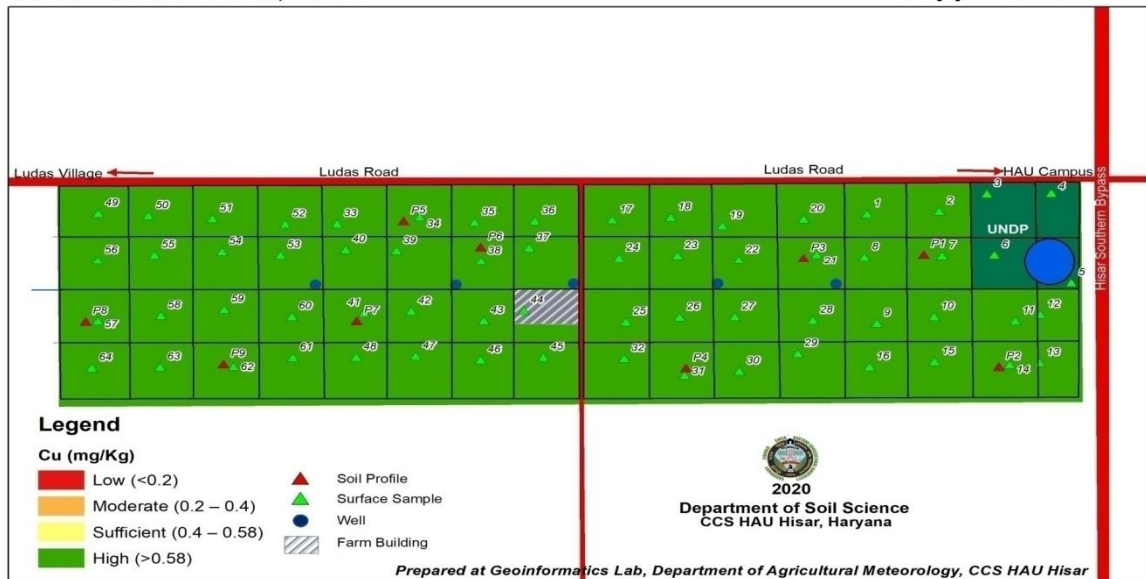 Ludas Village
Ludas Road
Ludas Road
HAU Campus
Hisar Southern Bypass
49 50 51 52 33 P5 34 35 36 17 18 19 20 1 2 3 4
UNDP
56 55 54 53 40 39 P6 38 37 24 23 22 P3 21 8 P1 7 6 5
P8 57 58 59 60 41 P7 42 43 44 25 26 27 28 9 10 11 12
64 63 P9 62 61 48 47 46 45 32 P4 31 30 29 16 15 P2 14 13
Legend
Cu (mg/Kg)
Low (<0.2)
Moderate (0.2 – 0.4)
Sufficient (0.4 – 0.58)
High (>0.58)
Soil Profile
Surface Sample
Well
Farm Building
2020
Department of Soil Science
CCS HAU Hisar, Haryana
Prepared at Geoinformatics Lab, Department of Agricultural Meteorology, CCS HAU Hisar